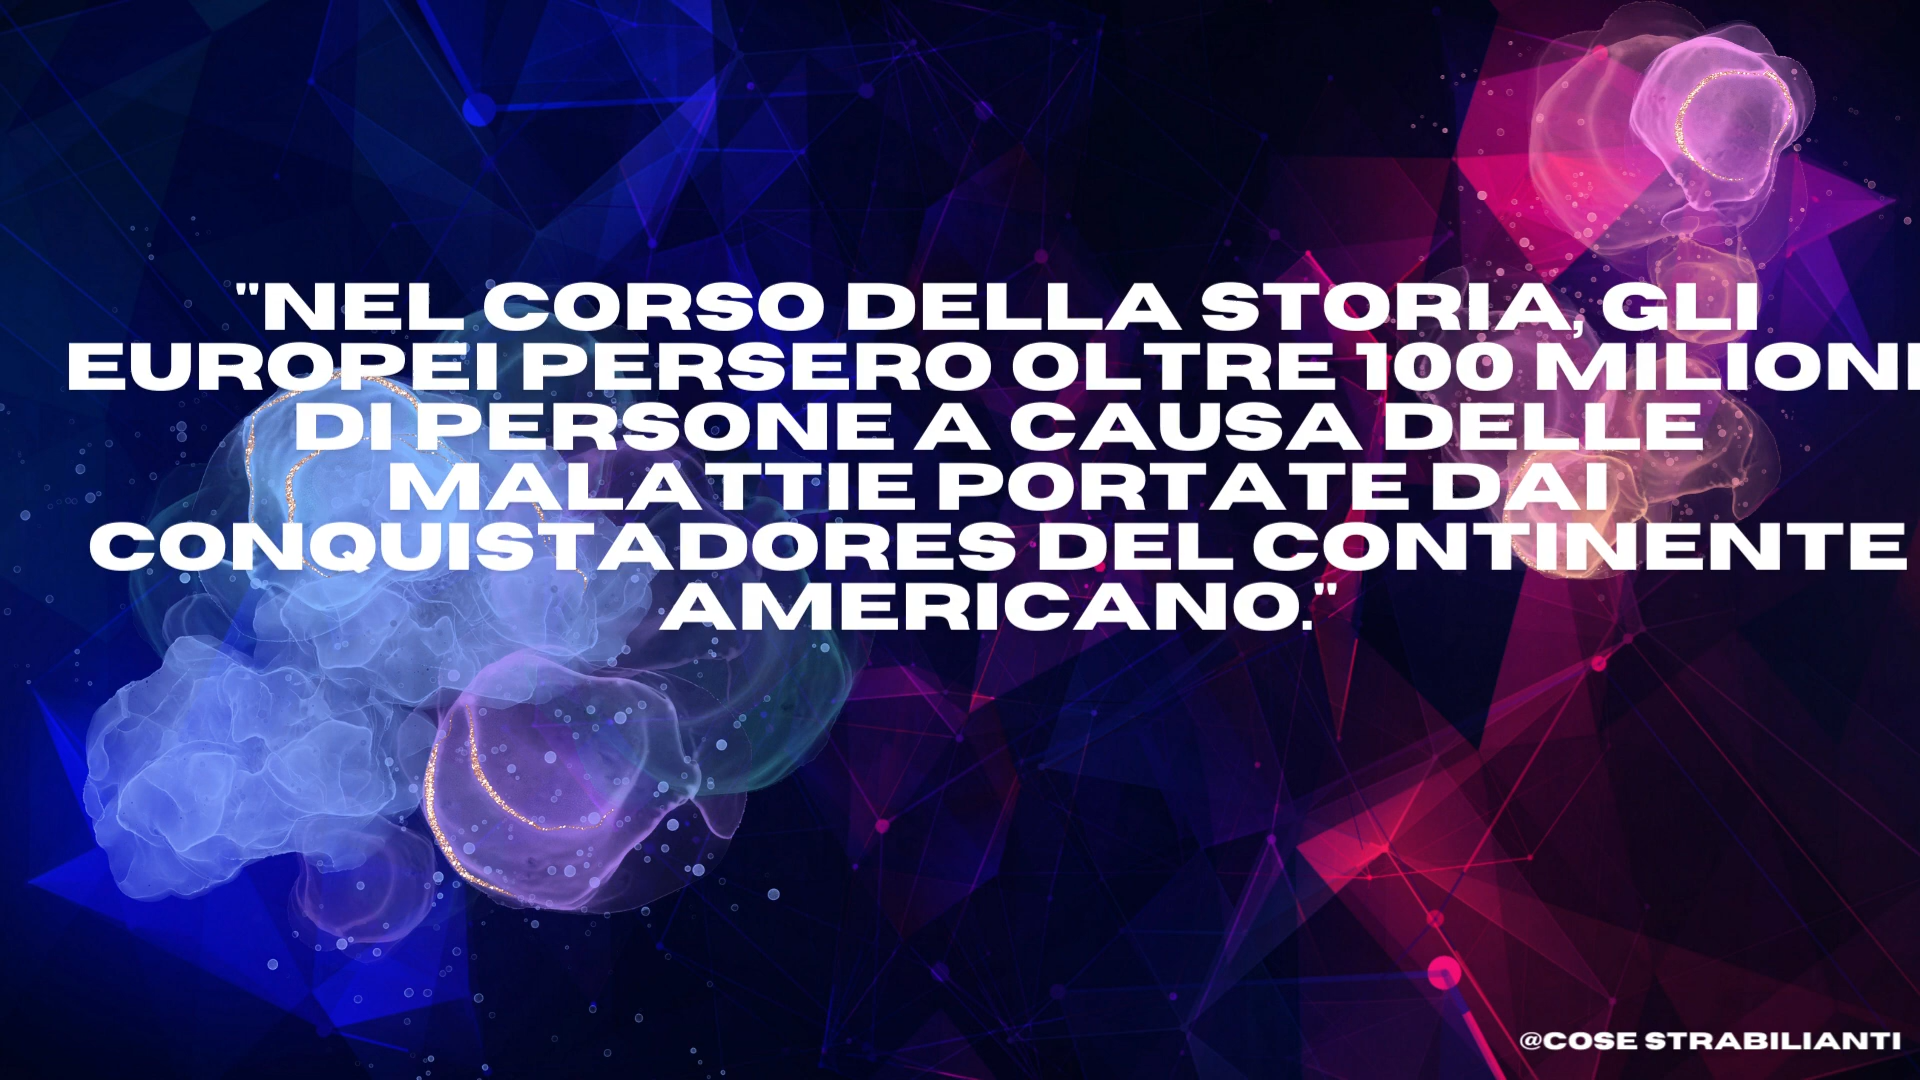 "NEL CORSO DELLA STORIA, GLI
EUROPEI PERSERO OLTRE 100 MILIONI
DI PERSONE A CAUSA DELLE
MALATTIE PORTATE DAI
CONQUISTADORES DEL CONTINENTE
AMERICANO."
@COSE STRABILIANTI